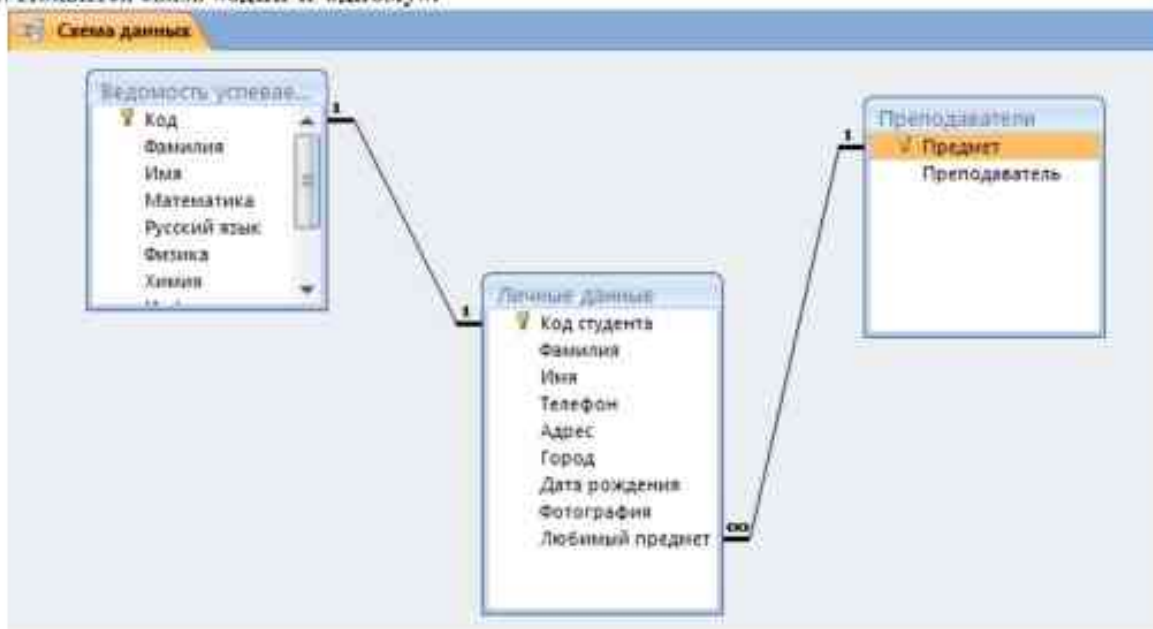 Схема данных
Ведомость успевае...
Код
Фамилия
Имя
Математика
Русский язык
Физика
Химия
1
1
Личные данные
Код студента
Фамилия
Имя
Телефон
Адрес
Город
Дата рождения
Фотография
Любимый предмет
∞
1
Преподаватели
Предмет
Преподаватель